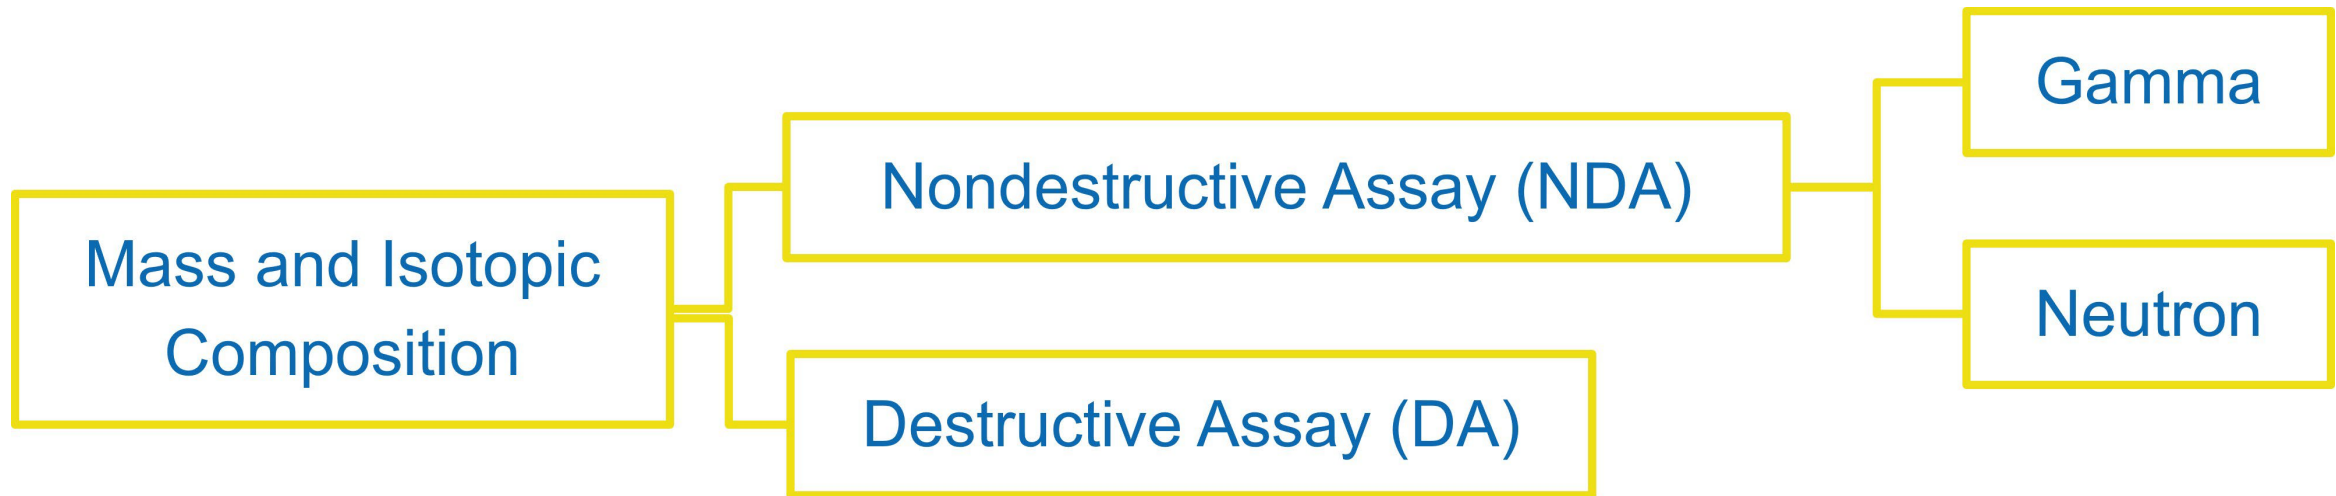 Mass and Isotopic
Composition
Nondestructive Assay (NDA)
Destructive Assay (DA)
Gamma
Neutron